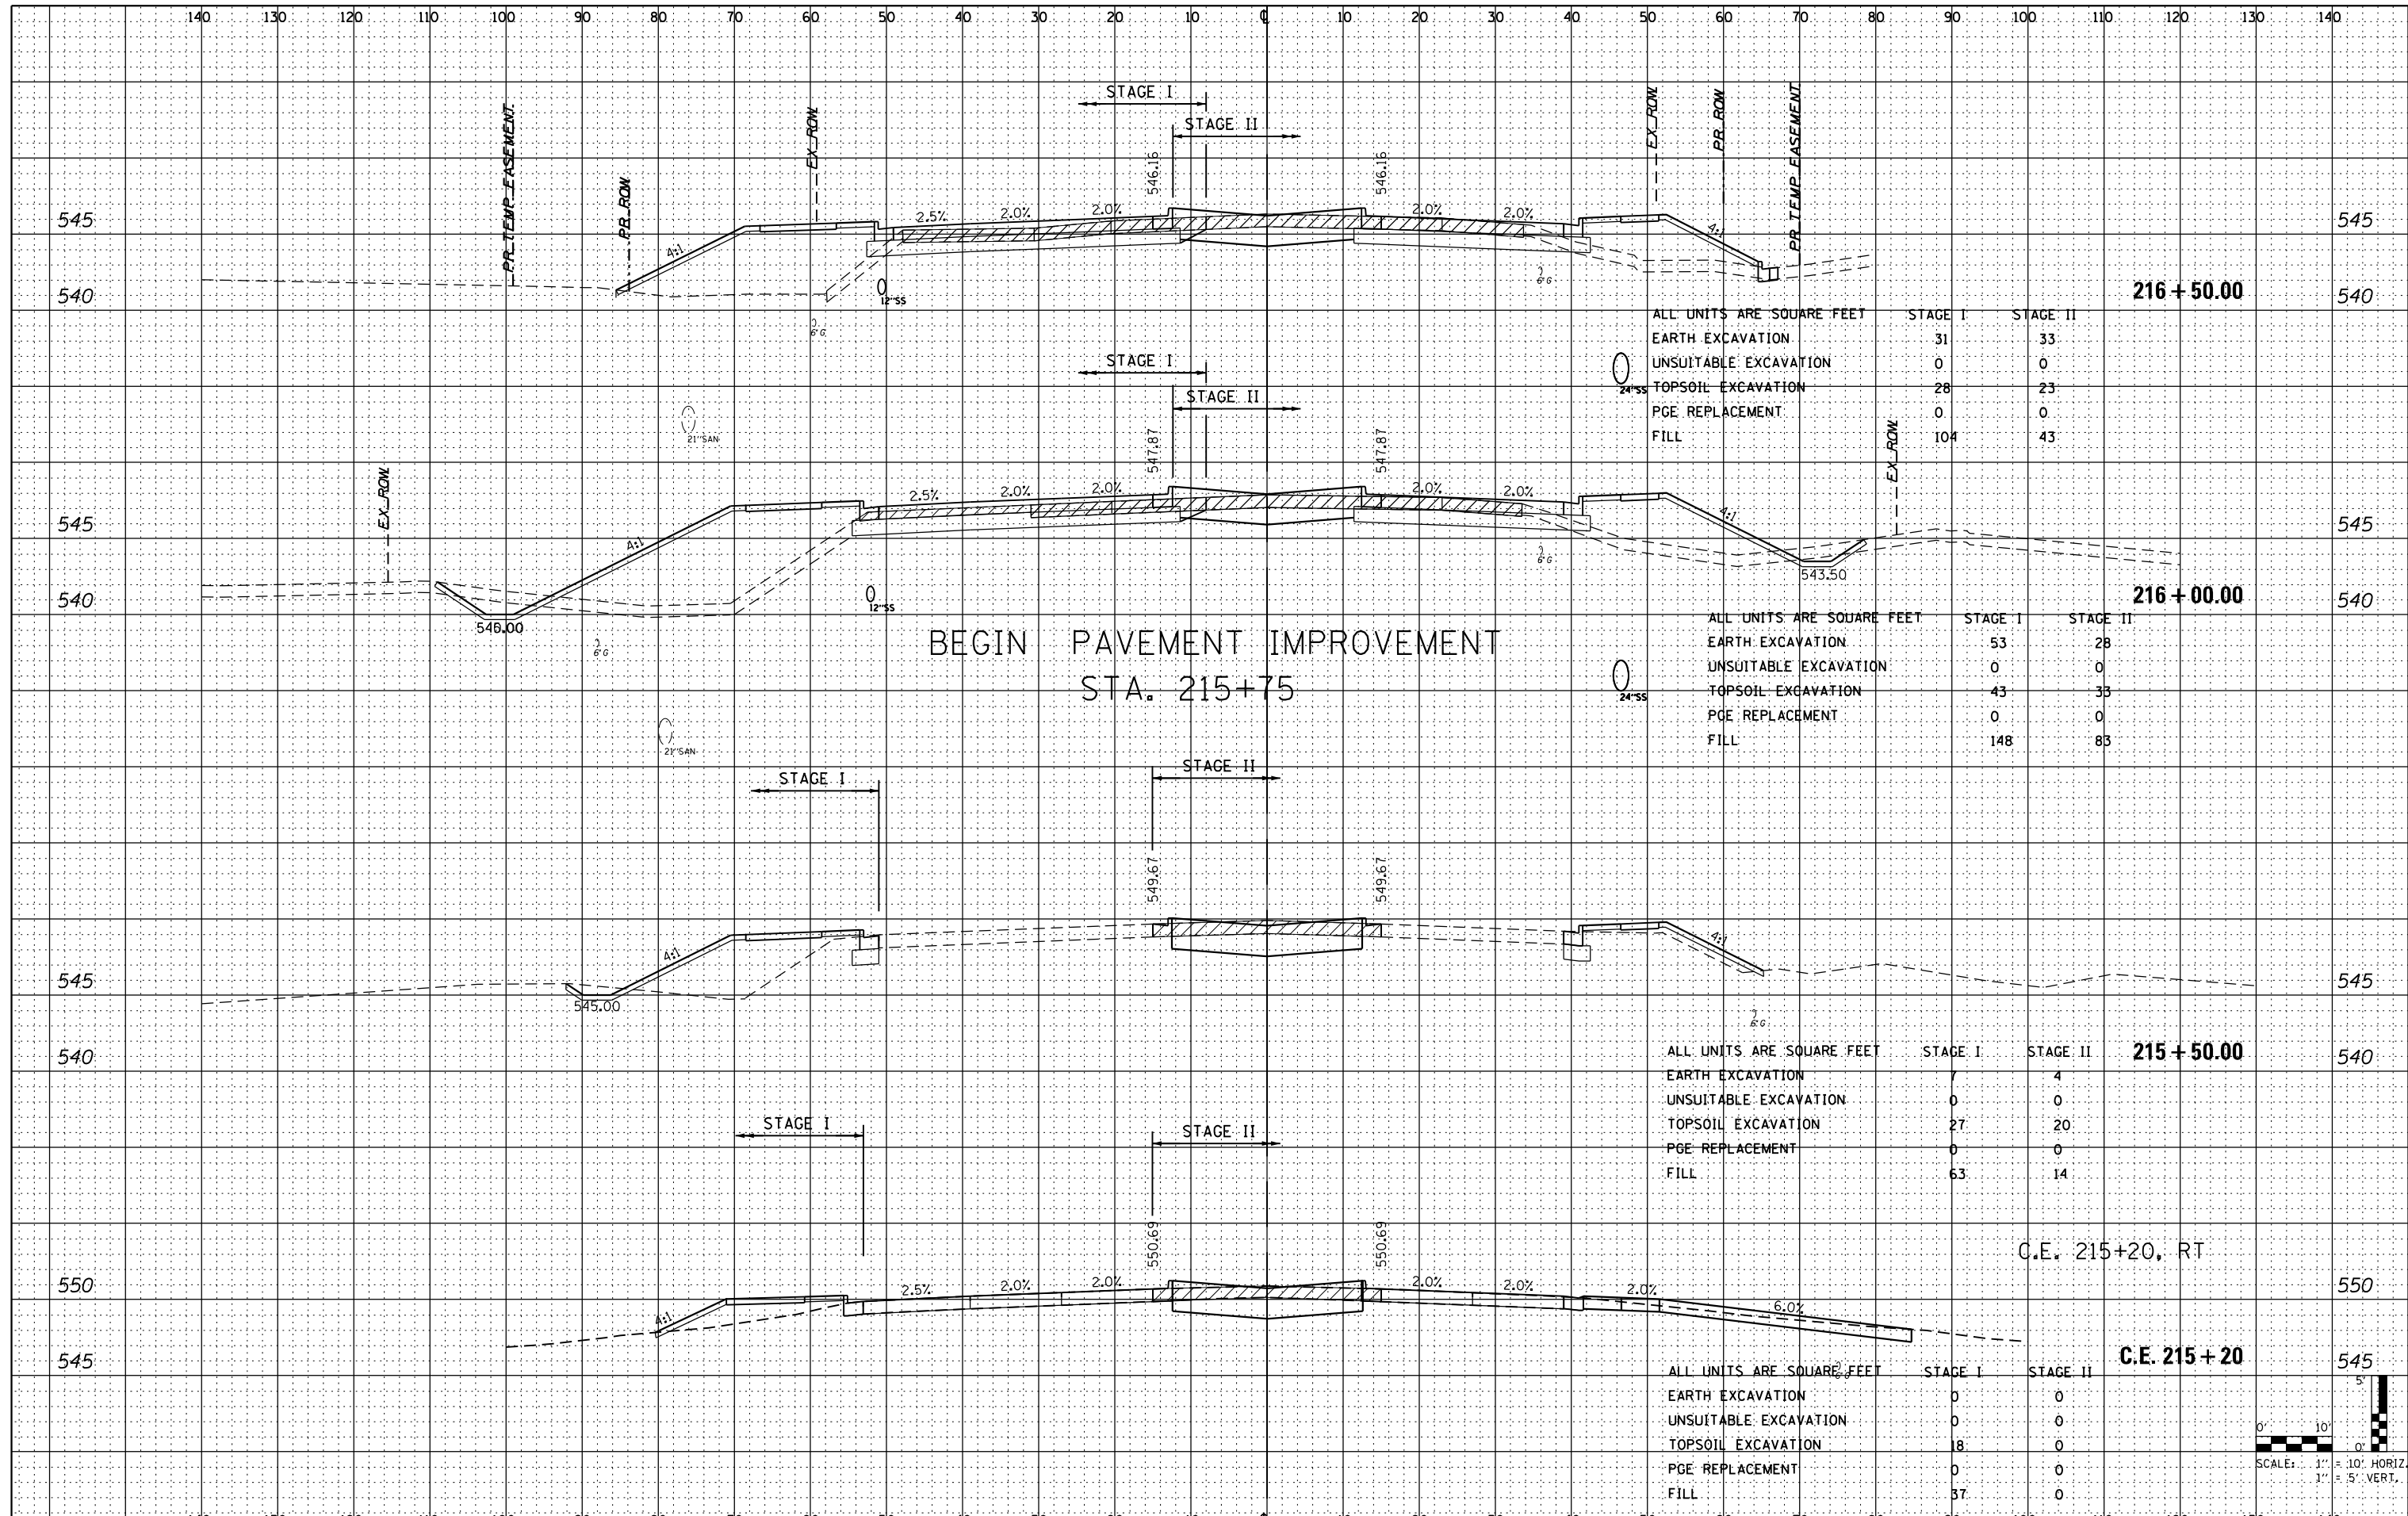 140 130 120 110 100 90 80 70 60 50 40 30 20 10 ℄ 10 20 30 40 50 60 70 80 90 100 110 120 130 140
STAGE I
STAGE II
PR TEMP EASEMENT
PR ROW
EX ROW
546.16
546.16
EX ROW
PR ROW
PR TEMP EASEMENT
545 2.5% 2.0% 2.0% 2.0% 2.0% 545
4:1 4:1
540 12"SS 6" G 6" G 216 + 50.00 540
ALL UNITS ARE SQUARE FEET STAGE I STAGE II
EARTH EXCAVATION 31 33
UNSUITABLE EXCAVATION 0 0
24"SS TOPSOIL EXCAVATION 28 23
PGE REPLACEMENT 0 0
FILL 104 43
STAGE I
STAGE II
21"SAN
EX ROW
547.87
547.87
EX ROW
2.5% 2.0% 2.0% 2.0% 2.0%
545 4:1 4:1 545
6" G
543.50
540 12"SS 216 + 00.00 540
546.00
6" G
BEGIN PAVEMENT IMPROVEMENT
STA. 215+75
ALL UNITS ARE SQUARE FEET STAGE I STAGE II
EARTH EXCAVATION 53 28
UNSUITABLE EXCAVATION 0 0
24"SS TOPSOIL EXCAVATION 43 33
PGE REPLACEMENT 0 0
FILL 148 83
21"SAN
STAGE I
STAGE II
549.67
549.67
4:1 4:1
545 545
545.00
6" G
540 215 + 50.00 540
ALL UNITS ARE SQUARE FEET STAGE I STAGE II
EARTH EXCAVATION 7 4
UNSUITABLE EXCAVATION 0 0
TOPSOIL EXCAVATION 27 20
PGE REPLACEMENT 0 0
FILL 63 14
STAGE I
STAGE II
550.69
550.69
C.E. 215+20, RT
550 2.5% 2.0% 2.0% 2.0% 2.0% 2.0% 550
4:1 6.0%
545 C.E. 215 + 20 545
ALL UNITS ARE SQUARE FEET STAGE I STAGE II
EARTH EXCAVATION 0 0
UNSUITABLE EXCAVATION 0 0
TOPSOIL EXCAVATION 18 0
PGE REPLACEMENT 0 0
FILL 37 0
5'
0' 10'
0'
SCALE: 1" = 10' HORIZ.
1" = 5' VERT.